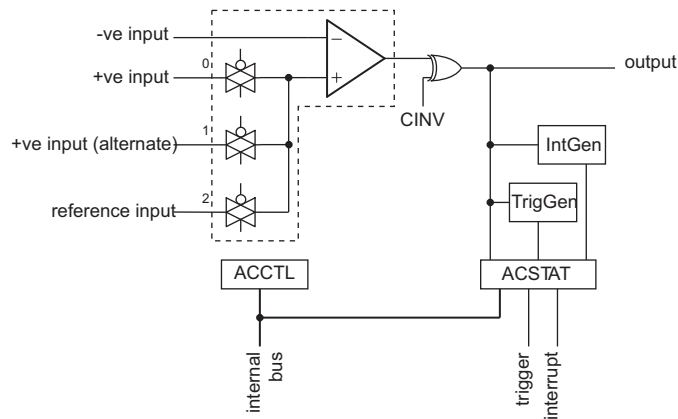 -ve input
+ve input
0
+ve input (alternate)
1
reference input
2
−
+
CINV
output
IntGen
TrigGen
ACCTL
ACSTAT
internal
bus
trigger
interrupt